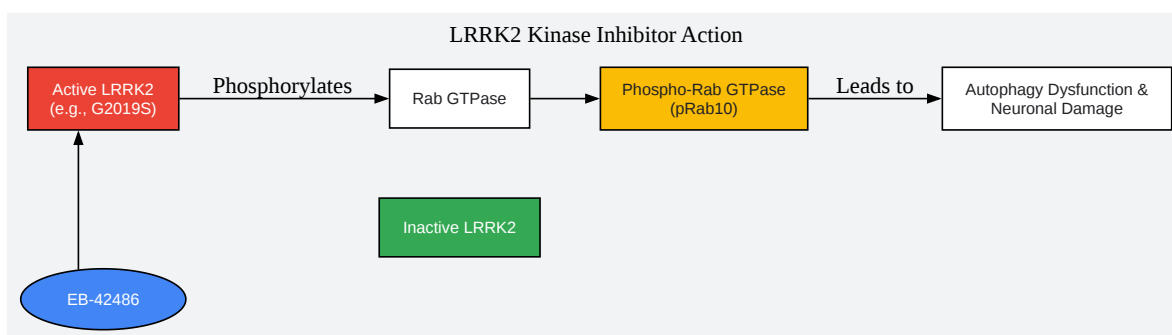 LRRK2 Kinase Inhibitor Action
Active LRRK2
(e.g., G2019S)
Phosphorylates
Rab GTPase
Phospho-Rab GTPase
(pRab10)
Leads to
Autophagy Dysfunction &
Neuronal Damage
Inactive LRRK2
EB-42486